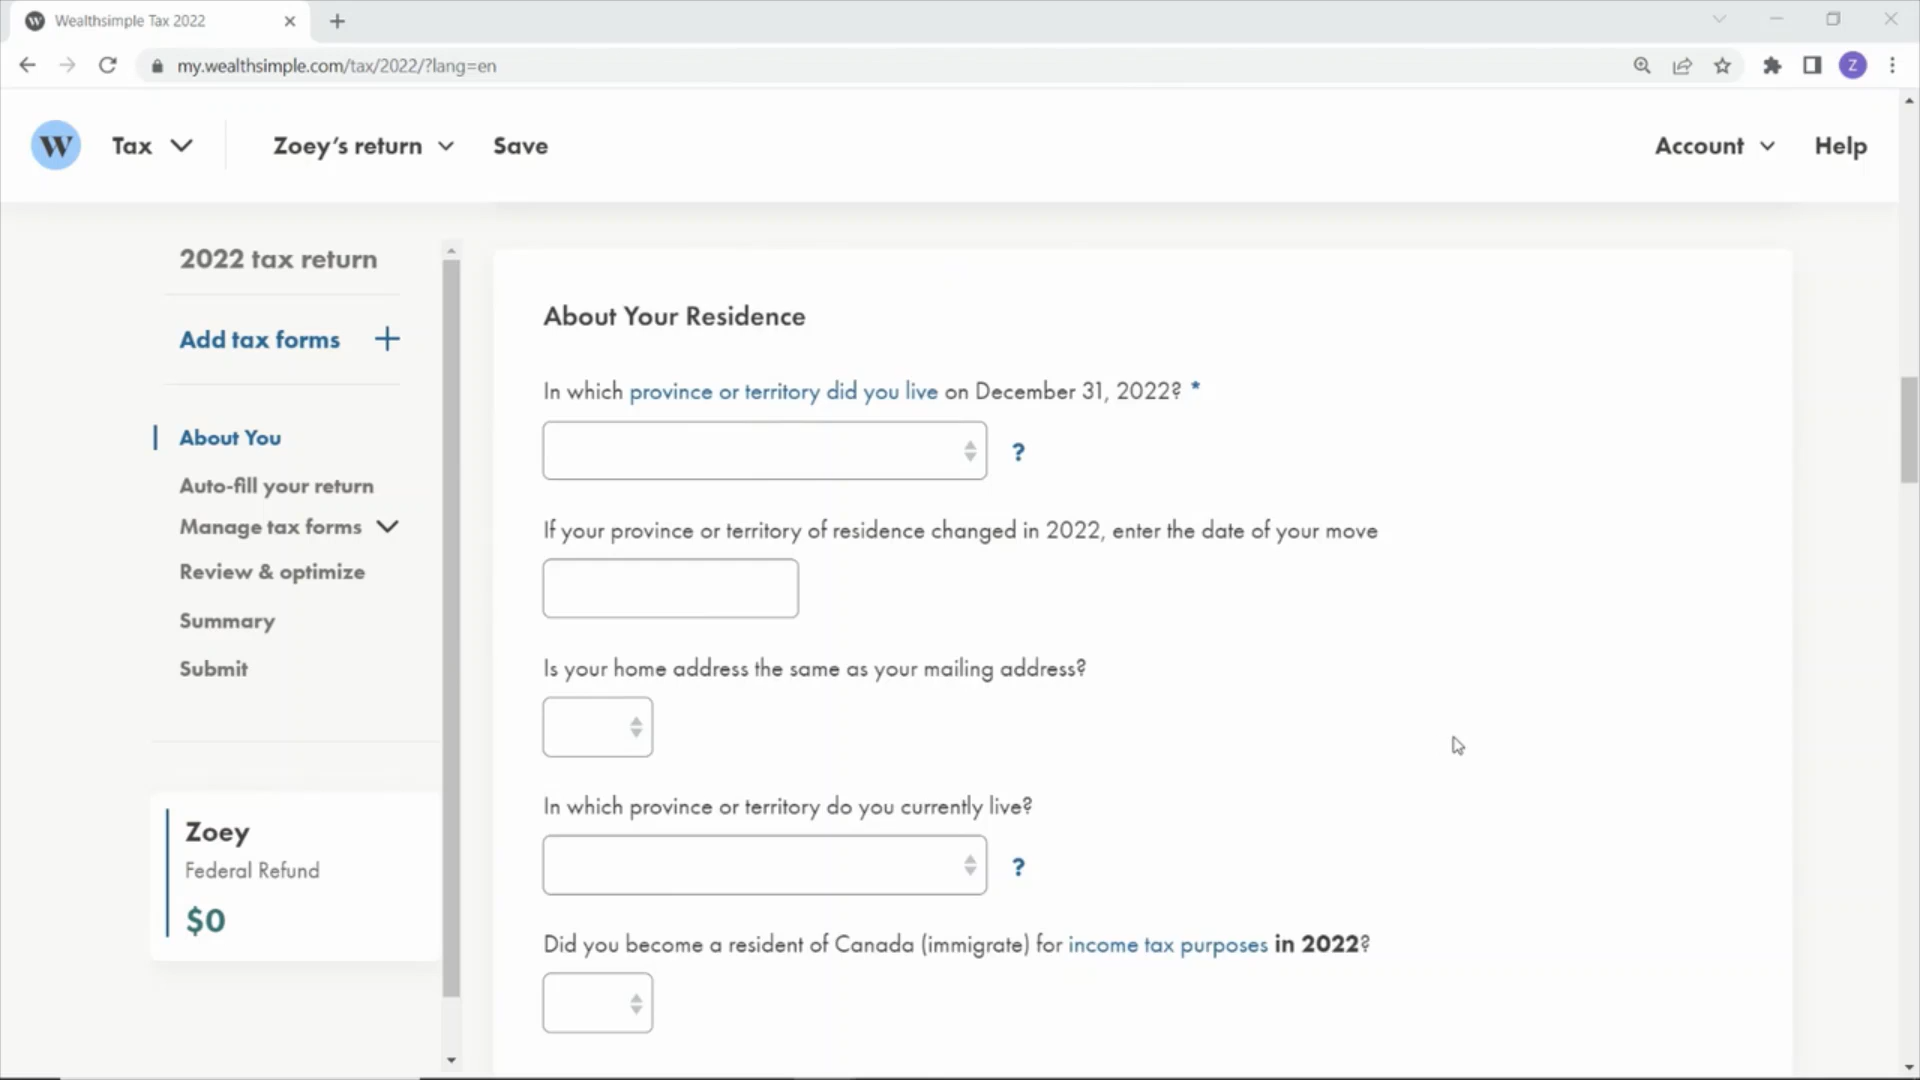 Wealthsimple Tax 2022
my.wealthsimple.com/tax/2022/?lang=en
Z
W
Tax
Zoey's return
Save
Account
Help
2022 tax return
Add tax forms
About You
Auto-fill your return
Manage tax forms
Review & optimize
Summary
Submit
Zoey
Federal Refund
$0
About Your Residence
In which province or territory did you live on December 31, 2022? *
?
If your province or territory of residence changed in 2022, enter the date of your move
Is your home address the same as your mailing address?
In which province or territory do you currently live?
?
Did you become a resident of Canada (immigrate) for income tax purposes in 2022?